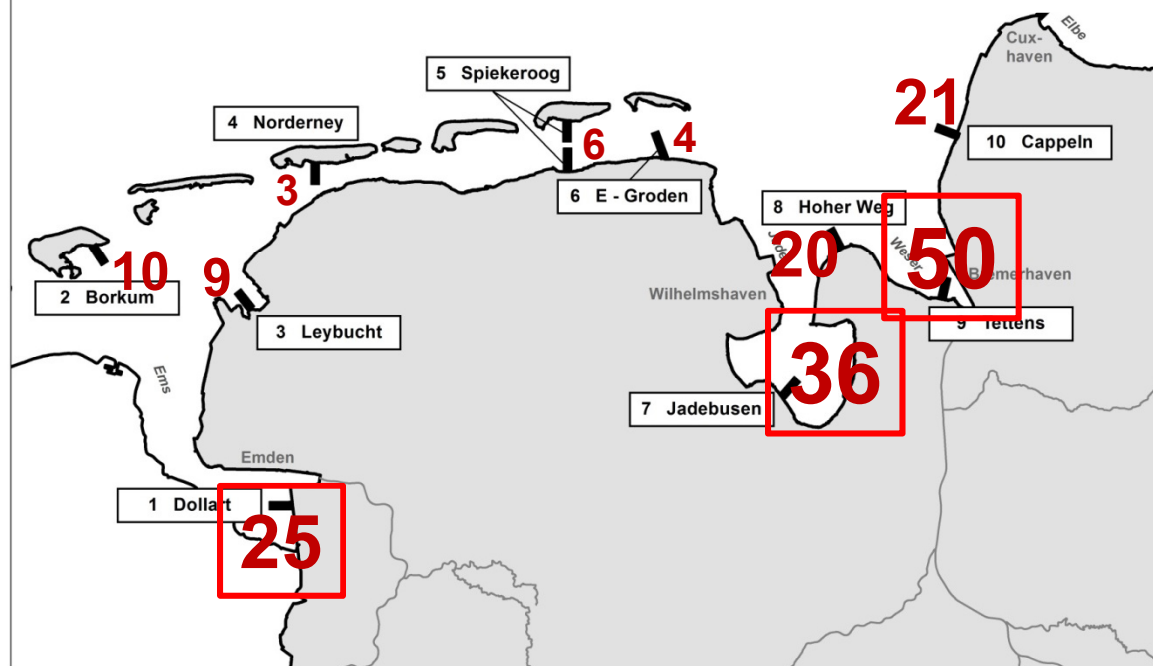 Elbe
Cux-
haven
5 Spiekeroog
21
4 Norderney
10 Cappeln
6
4
3
6 E - Groden
8 Hoher Weg
Jade
20
Weser
50
Bremerhaven
10
9
2 Borkum
Wilhelmshaven
3 Leybucht
9 Tettens
36
Ems
7 Jadebusen
Emden
1 Dollart
25